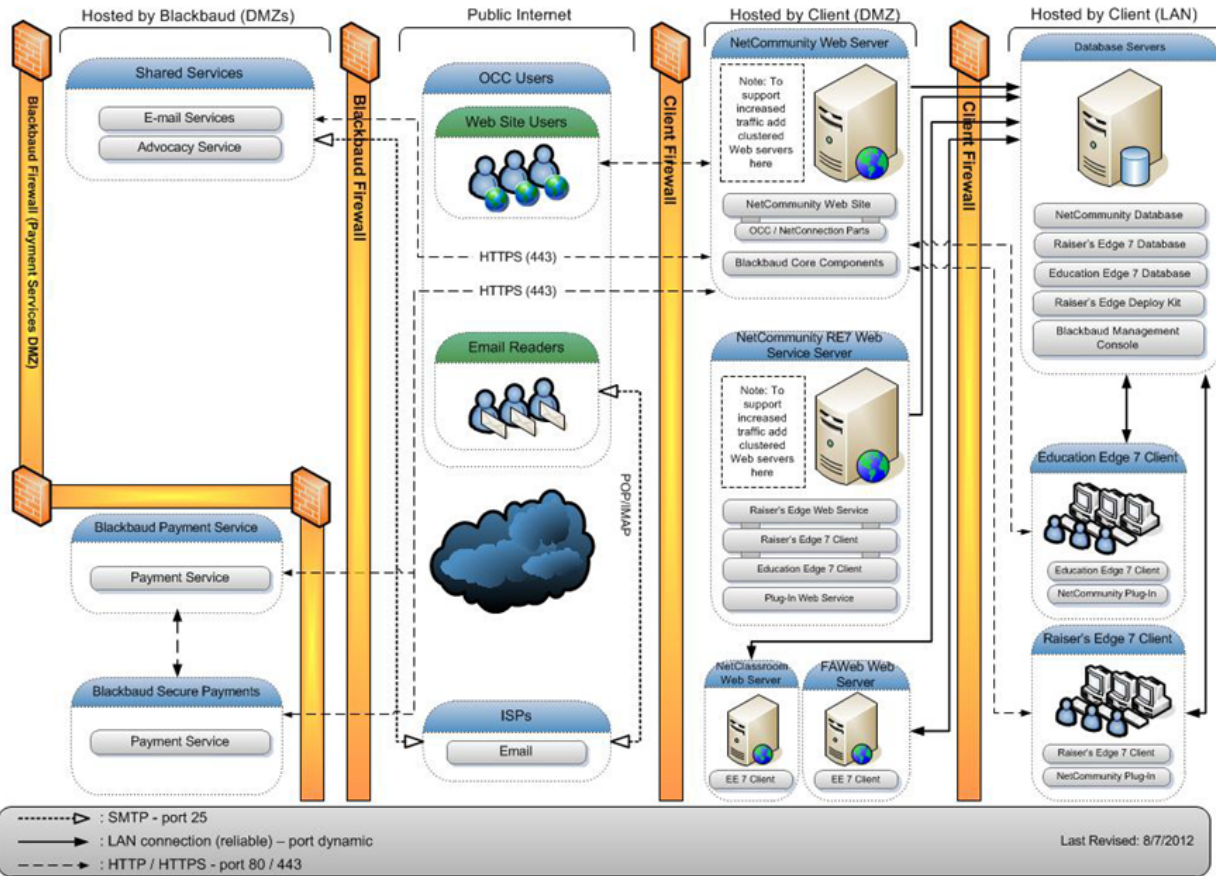 Hosted by Blackbaud (DMZs)
Public Internet
Hosted by Client (DMZ)
Hosted by Client (LAN)
Blackbaud Firewall (Payment Services DMZ)
Shared Services
E-mail Services
Advocacy Service
Blackbaud Firewall
OCC Users
Web Site Users
HTTPS (443)
HTTPS (443)
Email Readers
POP/IMAP
ISPs
Email
Blackbaud Payment Service
Payment Service
Blackbaud Secure Payments
Payment Service
Client Firewall
NetCommunity Web Server
Note: To
support
increased
traffic add
clustered
Web servers
here
NetCommunity Web Site
OCC / NetConnection Parts
Blackbaud Core Components
NetCommunity RE7 Web
Service Server
Note: To
support
increased
traffic add
clustered
Web servers
here
Raiser's Edge Web Service
Raiser's Edge 7 Client
Education Edge 7 Client
Plug-In Web Service
NetClassroom
Web Server
EE 7 Client
FAWeb Web
Server
EE 7 Client
Client Firewall
Database Servers
NetCommunity Database
Raiser's Edge 7 Database
Education Edge 7 Database
Raiser's Edge Deploy Kit
Blackbaud Management
Console
Education Edge 7 Client
Education Edge 7 Client
NetCommunity Plug-In
Raiser's Edge 7 Client
Raiser's Edge 7 Client
NetCommunity Plug-In
: SMTP - port 25
: LAN connection (reliable) – port dynamic
: HTTP / HTTPS - port 80 / 443
Last Revised: 8/7/2012